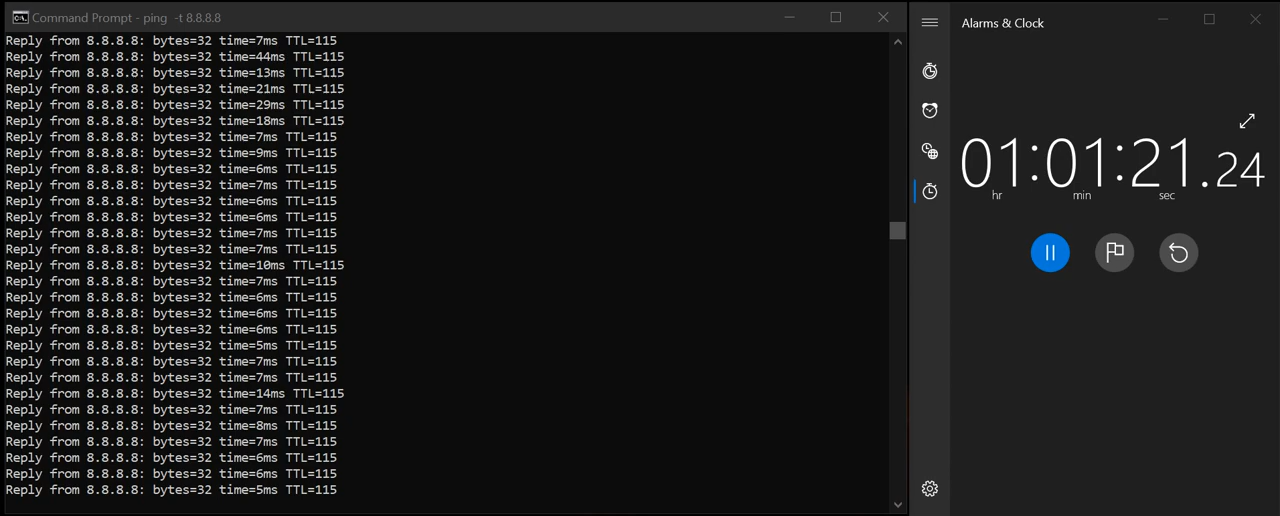 Command Prompt - ping  -t 8.8.8.8
Reply from 8.8.8.8: bytes=32 time=7ms TTL=115
Reply from 8.8.8.8: bytes=32 time=44ms TTL=115
Reply from 8.8.8.8: bytes=32 time=13ms TTL=115
Reply from 8.8.8.8: bytes=32 time=21ms TTL=115
Reply from 8.8.8.8: bytes=32 time=29ms TTL=115
Reply from 8.8.8.8: bytes=32 time=18ms TTL=115
Reply from 8.8.8.8: bytes=32 time=7ms TTL=115
Reply from 8.8.8.8: bytes=32 time=9ms TTL=115
Reply from 8.8.8.8: bytes=32 time=6ms TTL=115
Reply from 8.8.8.8: bytes=32 time=7ms TTL=115
Reply from 8.8.8.8: bytes=32 time=6ms TTL=115
Reply from 8.8.8.8: bytes=32 time=6ms TTL=115
Reply from 8.8.8.8: bytes=32 time=7ms TTL=115
Reply from 8.8.8.8: bytes=32 time=7ms TTL=115
Reply from 8.8.8.8: bytes=32 time=10ms TTL=115
Reply from 8.8.8.8: bytes=32 time=7ms TTL=115
Reply from 8.8.8.8: bytes=32 time=6ms TTL=115
Reply from 8.8.8.8: bytes=32 time=6ms TTL=115
Reply from 8.8.8.8: bytes=32 time=6ms TTL=115
Reply from 8.8.8.8: bytes=32 time=5ms TTL=115
Reply from 8.8.8.8: bytes=32 time=7ms TTL=115
Reply from 8.8.8.8: bytes=32 time=7ms TTL=115
Reply from 8.8.8.8: bytes=32 time=14ms TTL=115
Reply from 8.8.8.8: bytes=32 time=7ms TTL=115
Reply from 8.8.8.8: bytes=32 time=8ms TTL=115
Reply from 8.8.8.8: bytes=32 time=7ms TTL=115
Reply from 8.8.8.8: bytes=32 time=6ms TTL=115
Reply from 8.8.8.8: bytes=32 time=6ms TTL=115
Reply from 8.8.8.8: bytes=32 time=5ms TTL=115
Alarms & Clock
01:01:21.24
hr min sec